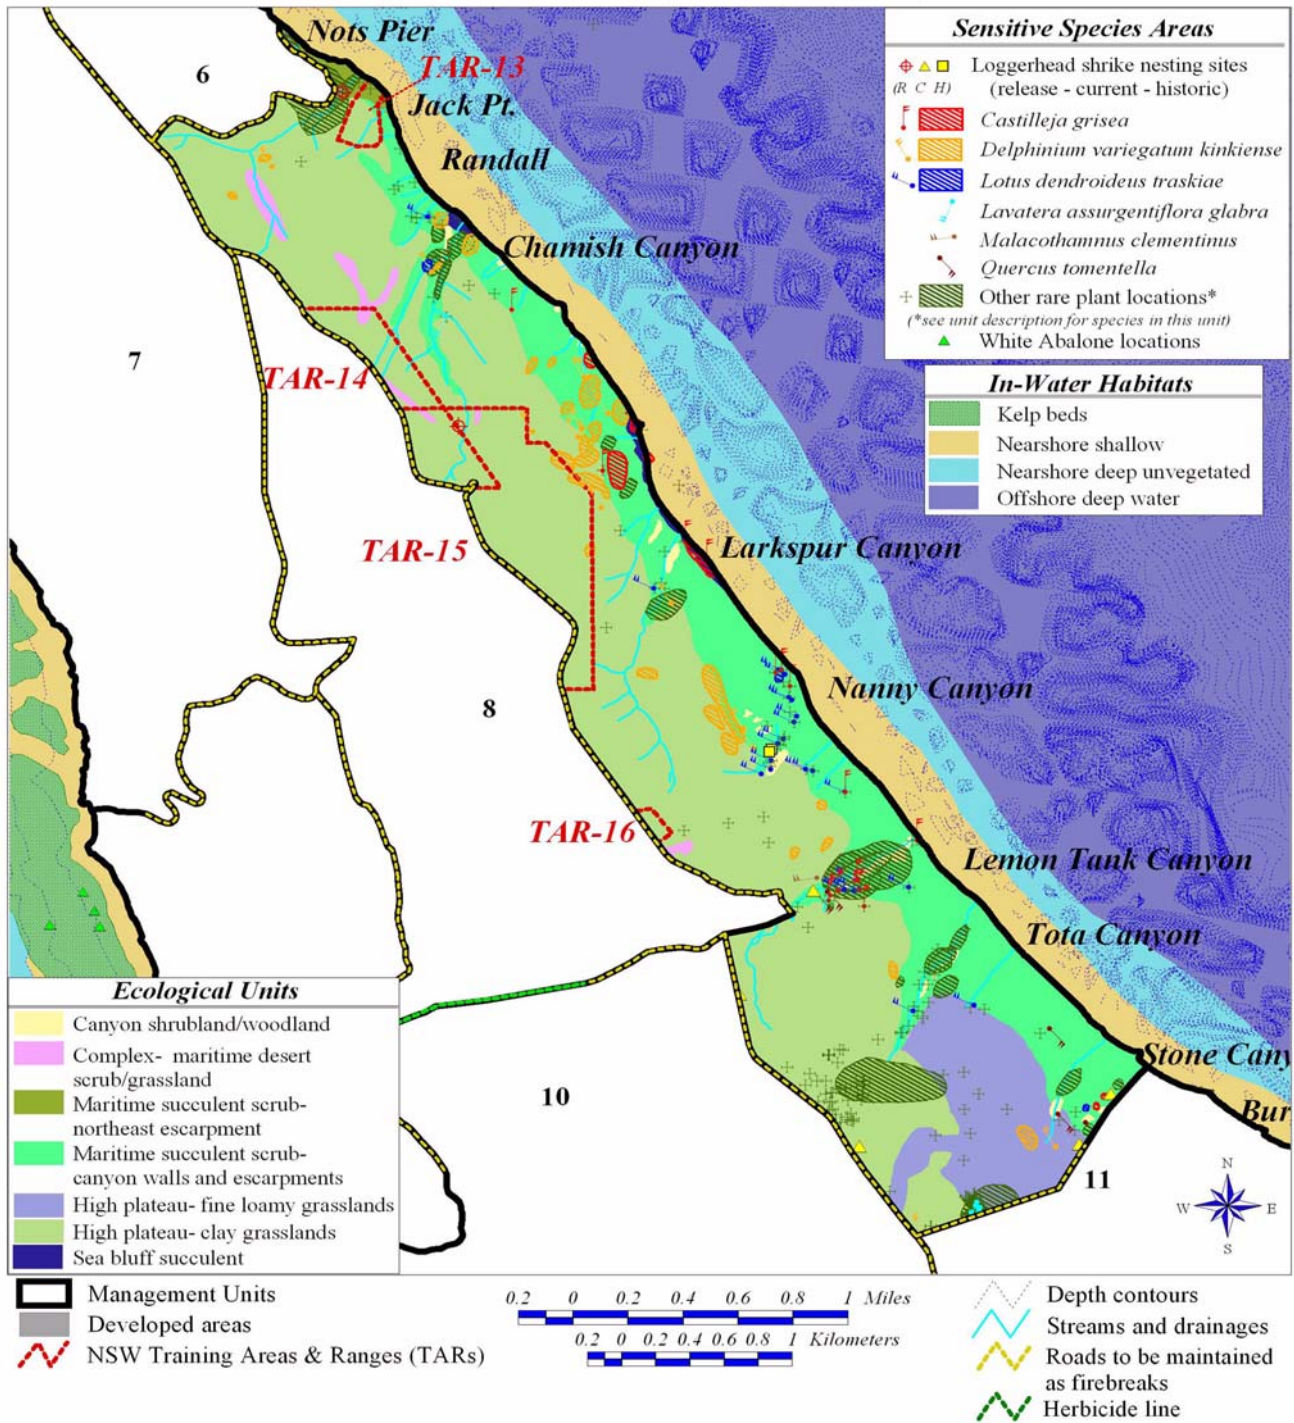 Nots Pier
6
TAR-13
Jack Pt.
Randall
Chamish Canyon
7
TAR-14
TAR-15
Larkspur Canyon
Nanny Canyon
8
TAR-16
Lemon Tank Canyon
Tota Canyon
Stone Cany
10
Bur
11
N
W E
S
Sensitive Species Areas
Loggerhead shrike nesting sites
(R C H) (release - current - historic)
Castilleja grisea
Delphinium variegatum kinkiense
Lotus dendroideus traskiae
Lavatera assurgentiflora glabra
Malacothamnus clementinus
Quercus tomentella
Other rare plant locations*
(*see unit description for species in this unit)
White Abalone locations
In-Water Habitats
Kelp beds
Nearshore shallow
Nearshore deep unvegetated
Offshore deep water
Ecological Units
Canyon shrubland/woodland
Complex- maritime desert
scrub/grassland
Maritime succulent scrub-
northeast escarpment
Maritime succulent scrub-
canyon walls and escarpments
High plateau- fine loamy grasslands
High plateau- clay grasslands
Sea bluff succulent
Management Units
Developed areas
NSW Training Areas & Ranges (TARs)
0.2 0 0.2 0.4 0.6 0.8 1 Miles
0.2 0 0.2 0.4 0.6 0.8 1 Kilometers
Depth contours
Streams and drainages
Roads to be maintained
as firebreaks
Herbicide line